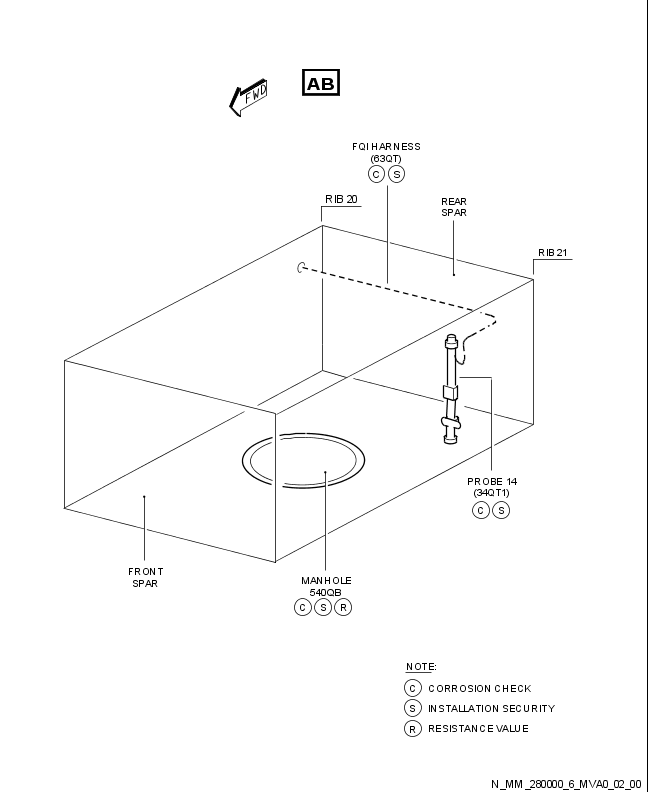 FWD
AB
FQI HARNESS
(63QT)
C S
RIB 20
REAR
SPAR
RIB 21
PROBE 14
(34QT1)
C S
FRONT
SPAR
MANHOLE
540QB
C S R
NOTE:
C CORROSION CHECK
S INSTALLATION SECURITY
R RESISTANCE VALUE
N_MM_280000_6_MVA0_02_00